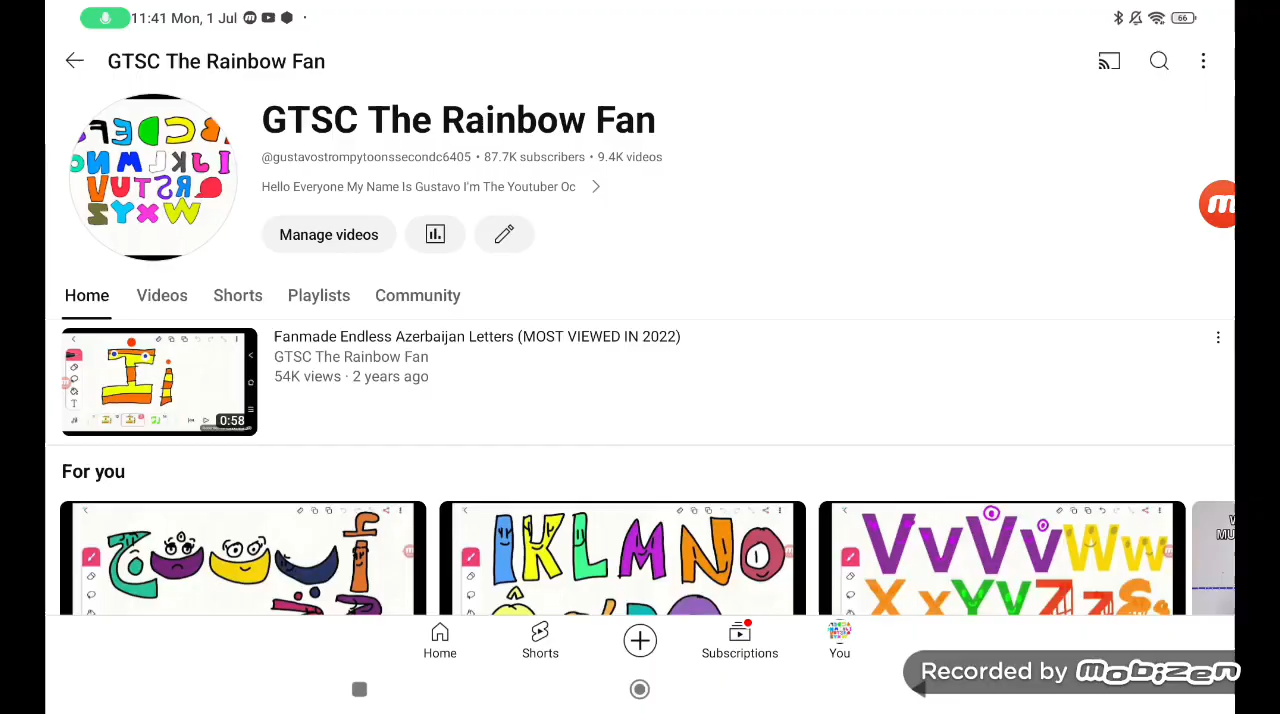 11:41 Mon, 1 Jul
66
GTSC The Rainbow Fan
GTSC The Rainbow Fan
@gustavostrompytoonssecondc6405 • 87.7K subscribers • 9.4K videos
Hello Everyone My Name Is Gustavo I'm The Youtuber Oc
Manage videos
Home Videos Shorts Playlists Community
Fanmade Endless Azerbaijan Letters (MOST VIEWED IN 2022)
GTSC The Rainbow Fan
54K views · 2 years ago
I i
T
0:58
For you
I K L M N O
V v V v W w
X x Y y Z z
Home Shorts Subscriptions You
Recorded by mobizen